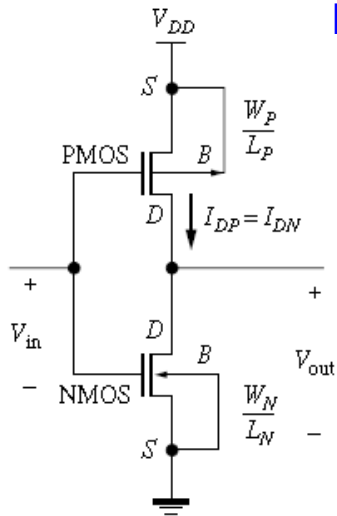 V_DD
S
W_P
L_P
PMOS
B
D
I_DP = I_DN
+
+
D
V_in
B
V_out
−
NMOS
W_N
L_N
−
S